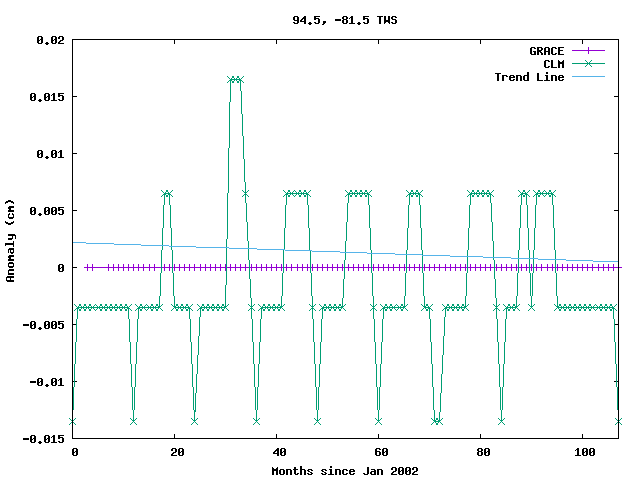 94.5, -81.5 TWS
GRACE
CLM
Trend Line
0.02
0.015
0.01
0.005
0
-0.005
-0.01
-0.015
Anomaly (cm)
0 20 40 60 80 100
Months since Jan 2002